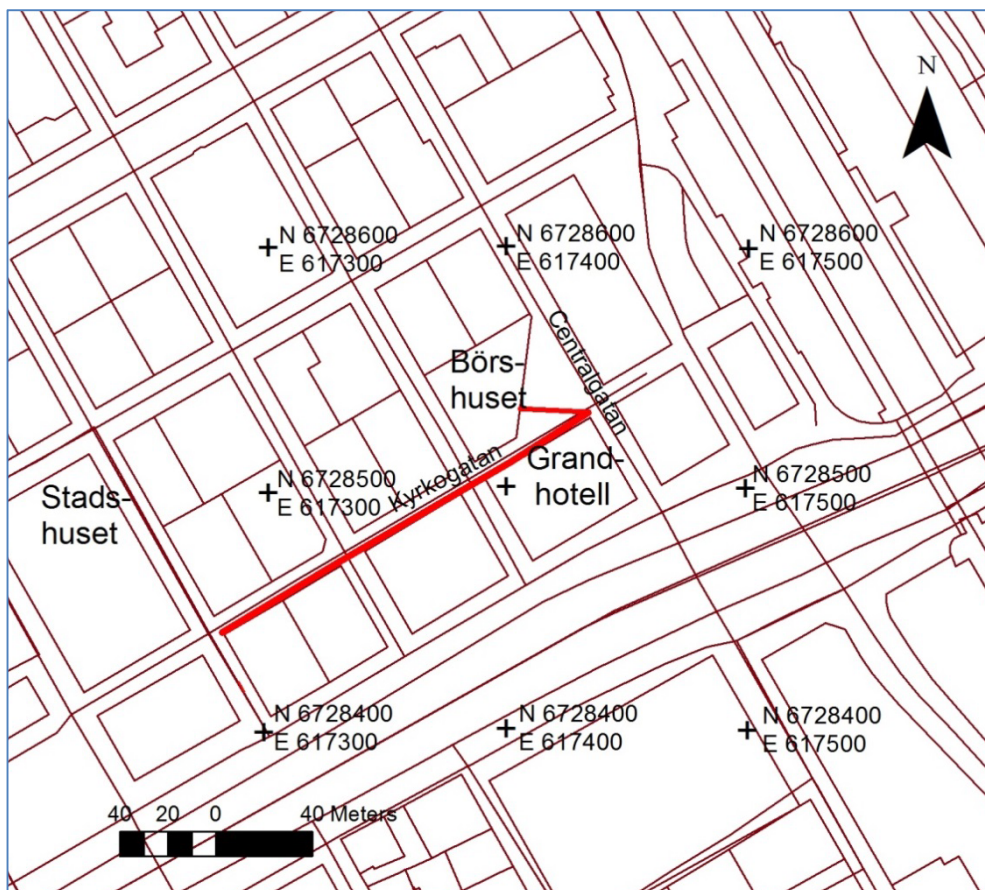 N
N 6728600
E 617300
N 6728600
E 617400
N 6728600
E 617500
Centralgatan
Börs-
huset
Kyrkogatan
Grand-
hotell
Stads-
huset
N 6728500
E 617300
N 6728500
E 617500
N 6728400
E 617300
N 6728400
E 617400
N 6728400
E 617500
40 20 0 40 Meters